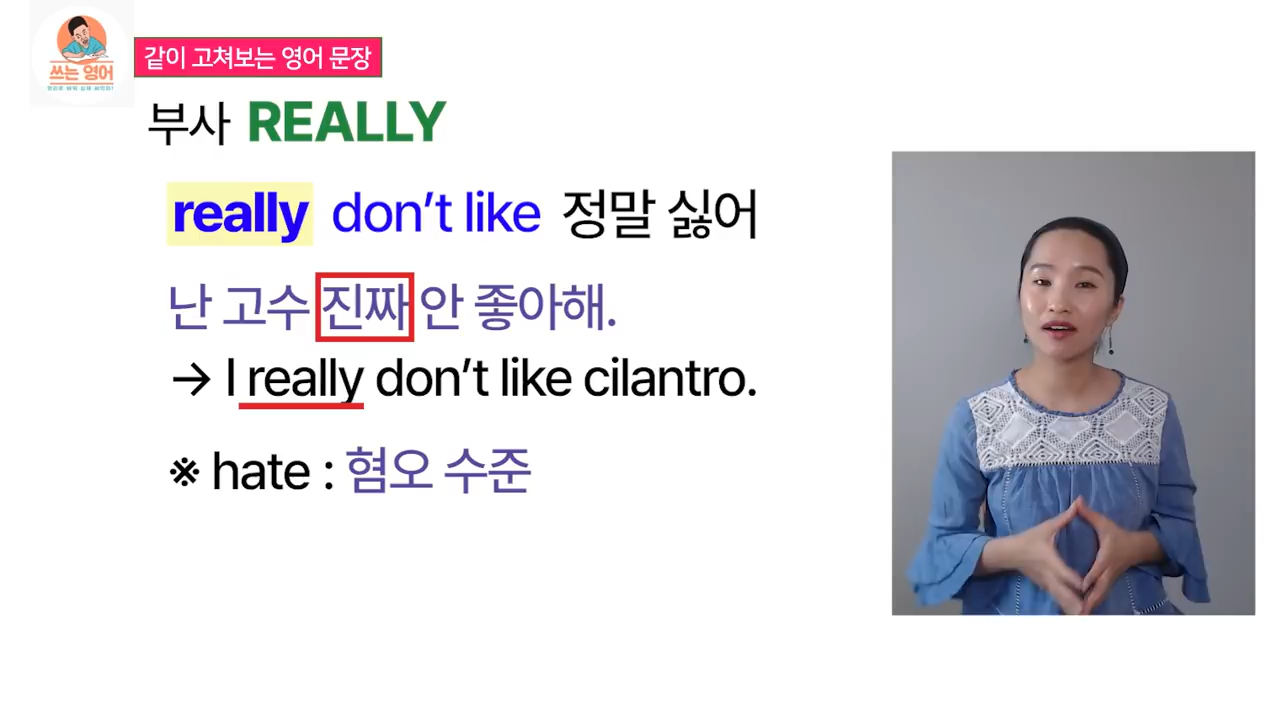 쓰는 영어
같이 고쳐보는 영어 문장
부사 REALLY
really don't like 정말 싫어
난 고수 진짜 안 좋아해.
→ I really don't like cilantro.
※ hate : 혐오 수준